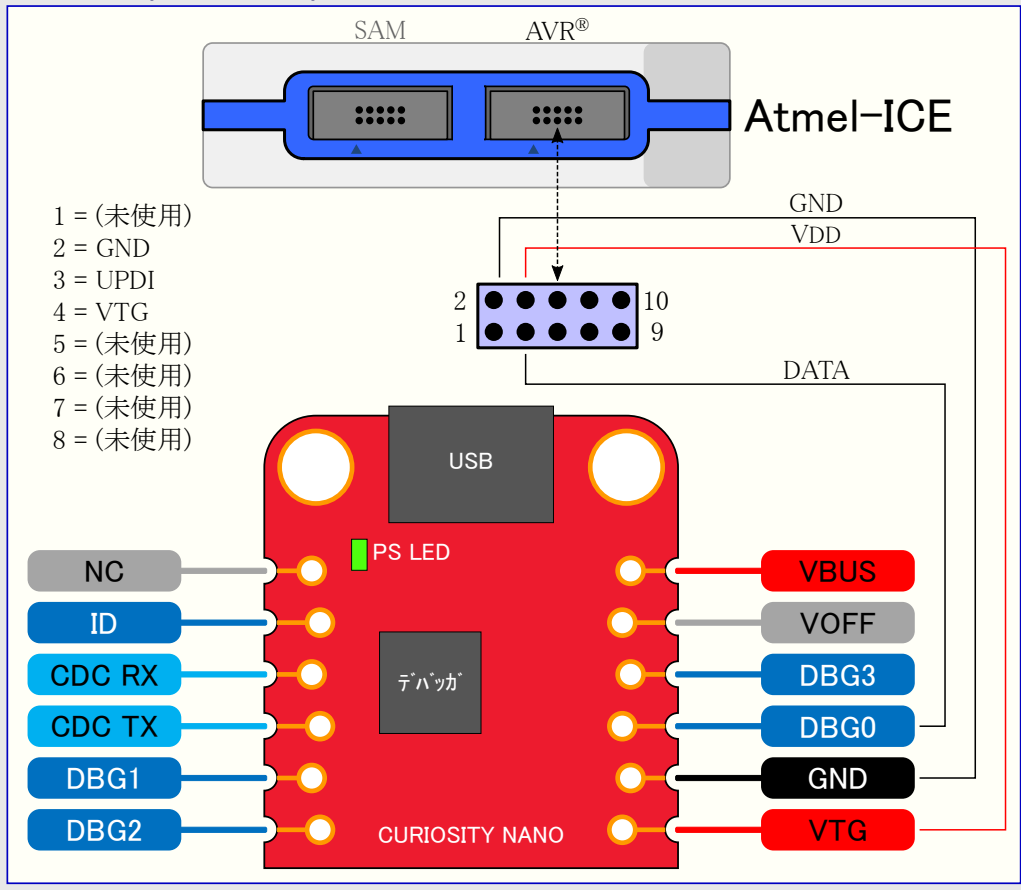 SAM
AVR®
Atmel-ICE
1 = (未使用)
2 = GND
3 = UPDI
4 = VTG
5 = (未使用)
6 = (未使用)
7 = (未使用)
8 = (未使用)
GND
VDD
2
10
1
9
DATA
USB
PS LED
NC
ID
CDC RX
CDC TX
DBG1
DBG2
ﾃﾞﾊﾞｯｶﾞ
CURIOSITY NANO
VBUS
VOFF
DBG3
DBG0
GND
VTG